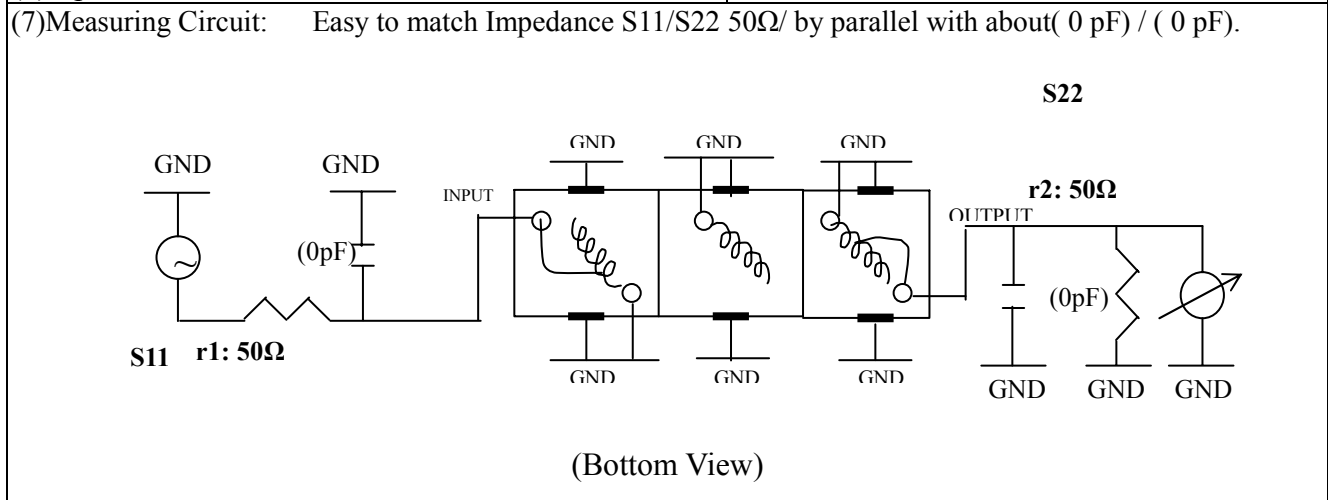 (7)Measuring Circuit: Easy to match Impedance S11/S22 50Ω/ by parallel with about( 0 pF) / ( 0 pF).
S22
GND GND GND
GND GND
r2: 50Ω
INPUT
OUTPUT
(0pF)
~
(0pF)
S11 r1: 50Ω
GND GND GND
GND GND GND
(Bottom View)